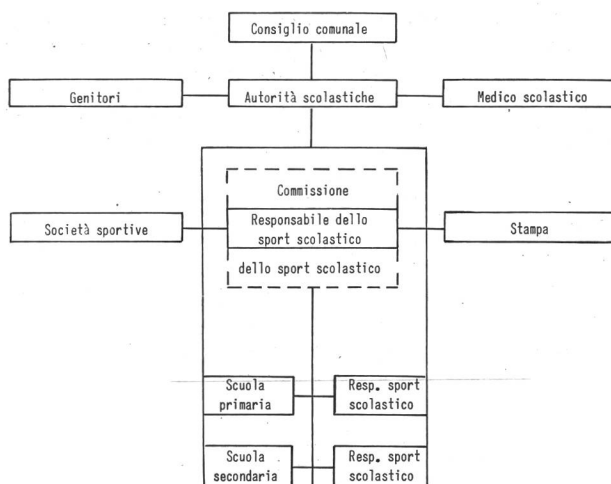 Consiglio comunale
Genitori
Autorità scolastiche
Medico scolastico
Commissione
Società sportive
Responsabile dello
sport scolastico
Stampa
dello sport scolastico
Scuola
primaria
Resp. sport
scolastico
Scuola
secondaria
Resp. sport
scolastico